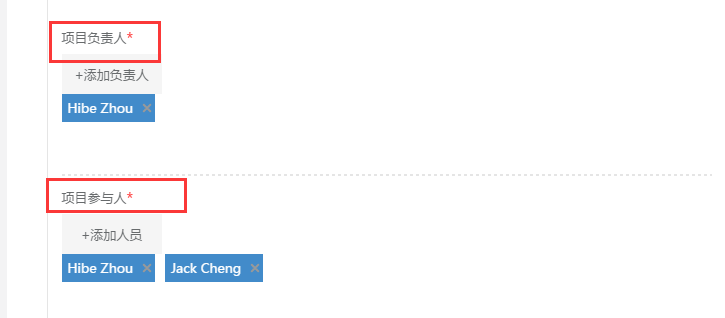 项目负责人*
+添加负责人
Hibe Zhou ×
项目参与人*
+添加人员
Hibe Zhou × Jack Cheng ×